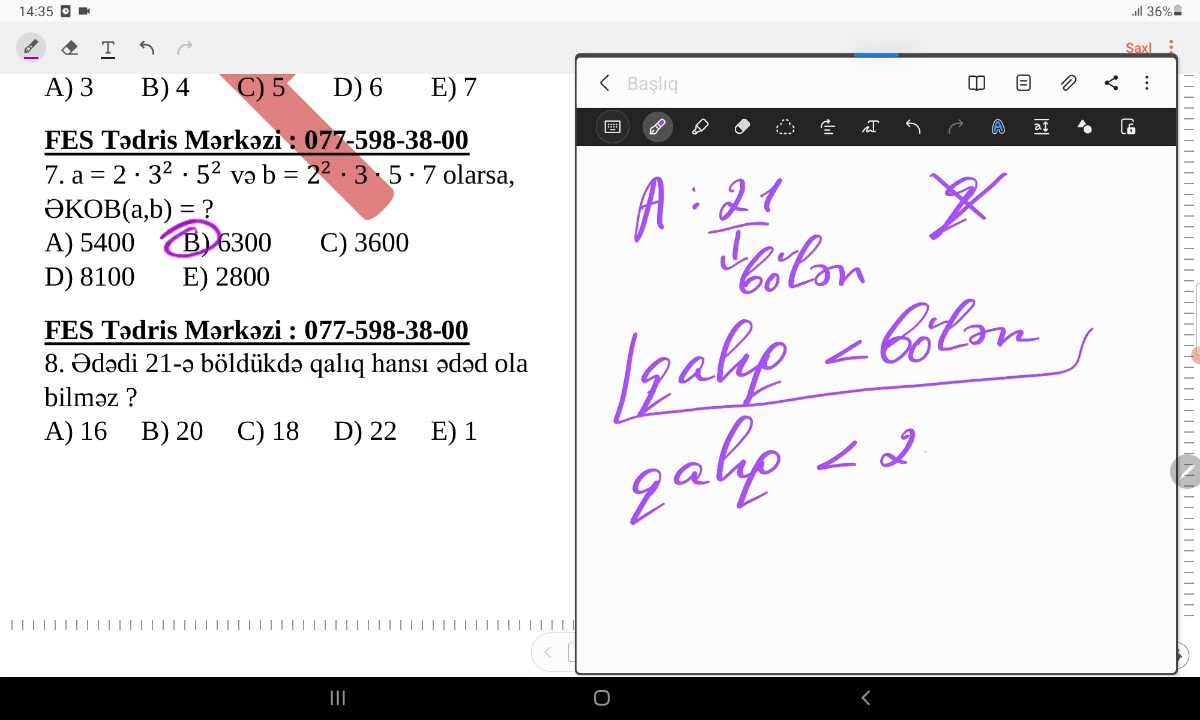 14:35 36%
Saxl
A) 3 B) 4 C) 5 D) 6 E) 7
FES Tədris Mərkəzi : 077-598-38-00
7. a = 2 · 3² · 5² və b = 2² · 3 · 5 · 7 olarsa,
ƏKOB(a,b) = ?
A) 5400 B) 6300 C) 3600
D) 8100 E) 2800
FES Tədris Mərkəzi : 077-598-38-00
8. Ədədi 21-ə böldükdə qalıq hansı ədəd ola
bilməz ?
A) 16 B) 20 C) 18 D) 22 E) 1
Başlıq
A : 21
bölən
qalıq < bölən
qalıq < 2